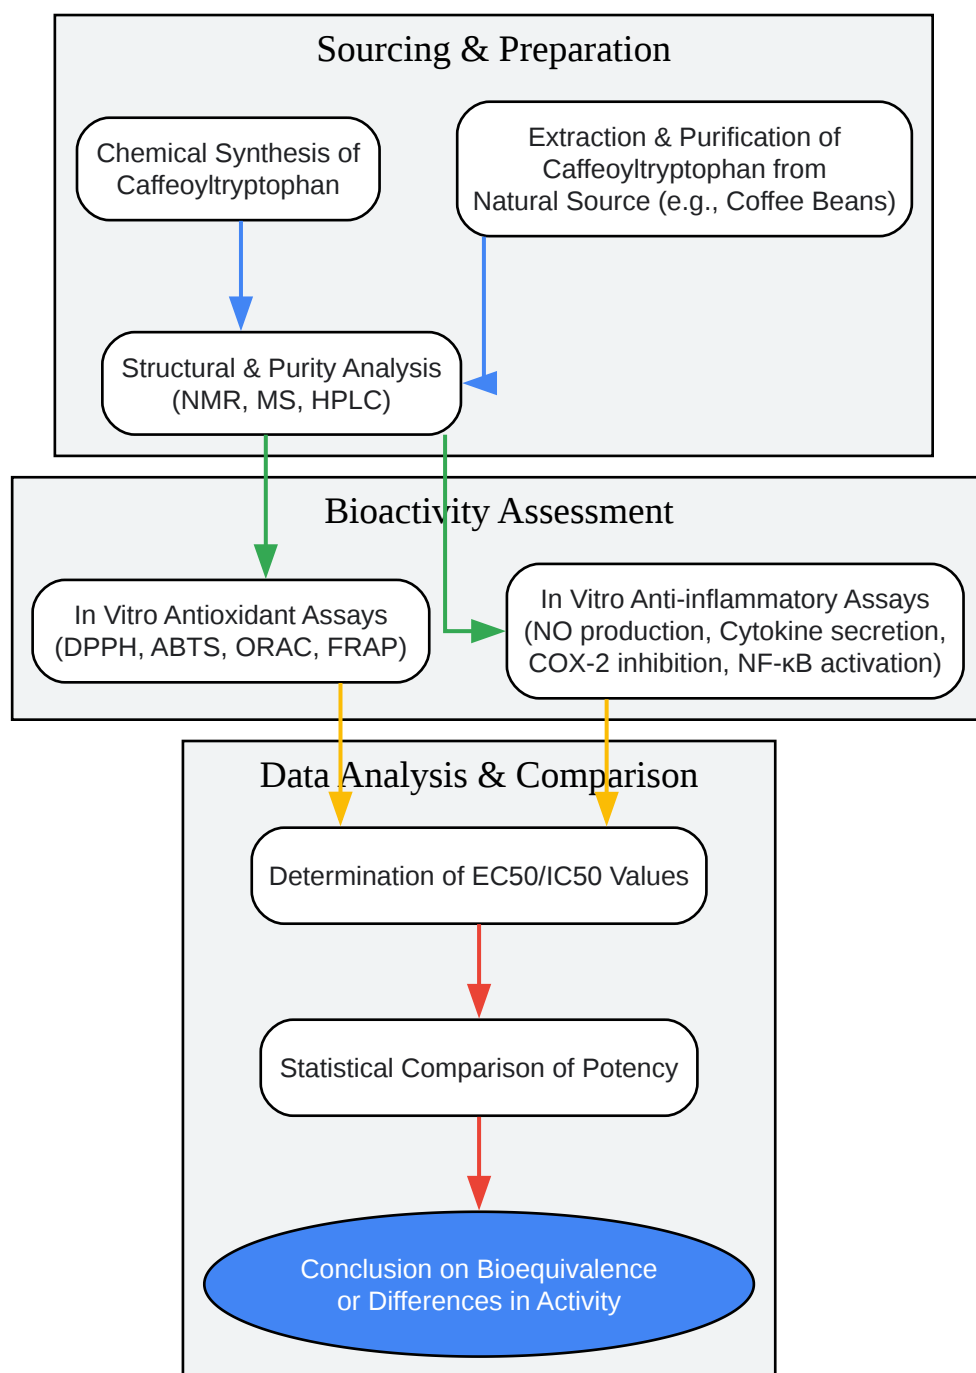 Sourcing & Preparation
Chemical Synthesis of
Caffeoyltryptophan
Extraction & Purification of
Caffeoyltryptophan from
Natural Source (e.g., Coffee Beans)
Structural & Purity Analysis
(NMR, MS, HPLC)
Bioactivity Assessment
In Vitro Antioxidant Assays
(DPPH, ABTS, ORAC, FRAP)
In Vitro Anti-inflammatory Assays
(NO production, Cytokine secretion,
COX-2 inhibition, NF-κB activation)
Data Analysis & Comparison
Determination of EC50/IC50 Values
Statistical Comparison of Potency
Conclusion on Bioequivalence
or Differences in Activity